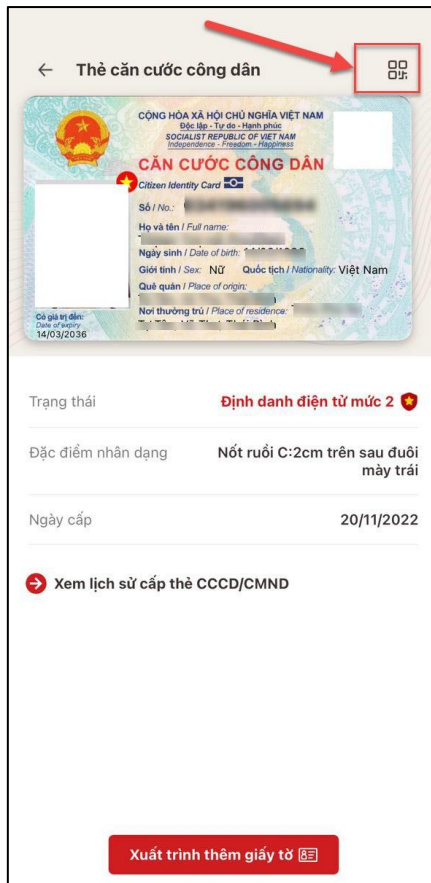 Thẻ căn cước công dân
CỘNG HÒA XÃ HỘI CHỦ NGHĨA VIỆT NAM
Độc lập - Tự do - Hạnh phúc
SOCIALIST REPUBLIC OF VIET NAM
Independence - Freedom - Happiness
CĂN CƯỚC CÔNG DÂN
Citizen Identity Card
Số / No.:
Họ và tên / Full name:
Ngày sinh / Date of birth:
Giới tính / Sex: NỮ Quốc tịch / Nationality: Việt Nam
Quê quán / Place of origin:
Nơi thường trú / Place of residence:
Có giá trị đến:
Date of expiry
14/03/2036
Trạng thái Định danh điện tử mức 2
Đặc điểm nhân dạng Nốt ruồi C:2cm trên sau đuôi
mày trái
Ngày cấp 20/11/2022
Xem lịch sử cấp thẻ CCCD/CMND
Xuất trình thêm giấy tờ